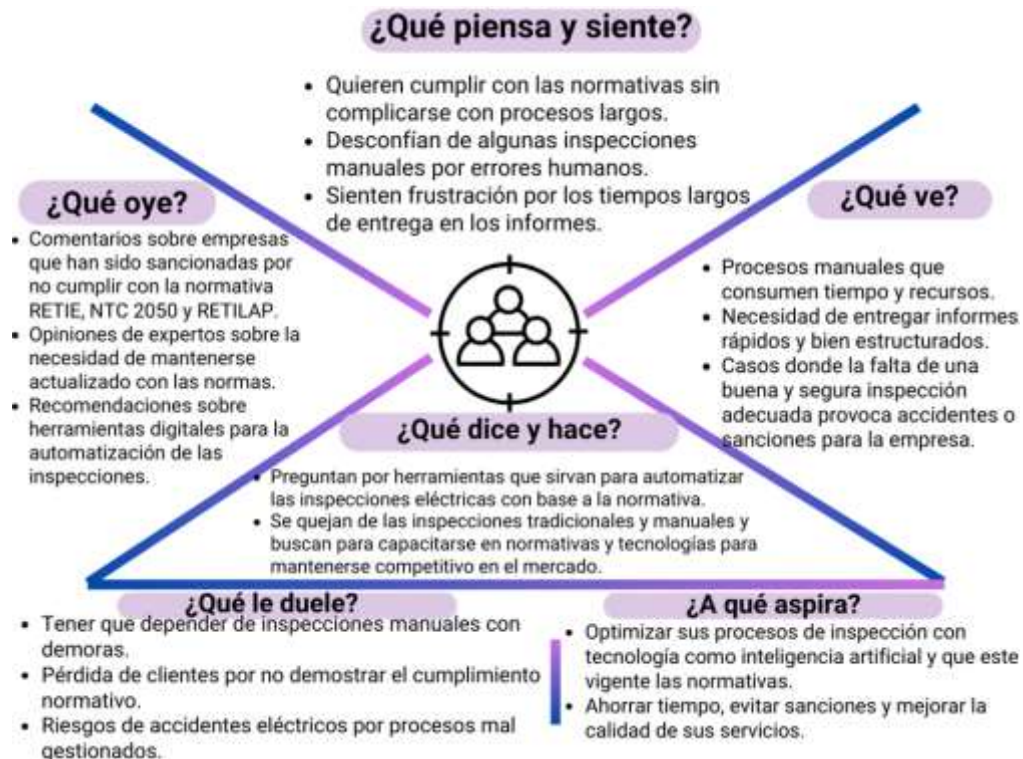 ¿Qué piensa y siente?
• Quieren cumplir con las normativas sin
complicarse con procesos largos.
• Desconfían de algunas inspecciones
manuales por errores humanos.
• Sienten frustración por los tiempos largos
de entrega en los informes.
¿Qué oye?
• Comentarios sobre empresas
que han sido sancionadas por
no cumplir con la normativa
RETIE, NTC 2050 y RETILAP.
• Opiniones de expertos sobre la
necesidad de mantenerse
actualizado con las normas.
• Recomendaciones sobre
herramientas digitales para la
automatización de las
inspecciones.
¿Qué ve?
• Procesos manuales que
consumen tiempo y recursos.
• Necesidad de entregar informes
rápidos y bien estructurados.
• Casos donde la falta de una
buena y segura inspección
adecuada provoca accidentes o
sanciones para la empresa.
¿Qué dice y hace?
• Preguntan por herramientas que sirvan para automatizar
las inspecciones eléctricas con base a la normativa.
• Se quejan de las inspecciones tradicionales y manuales y
buscan para capacitarse en normativas y tecnologías para
mantenerse competitivo en el mercado.
¿Qué le duele?
• Tener que depender de inspecciones manuales con
demoras.
• Pérdida de clientes por no demostrar el cumplimiento
normativo.
• Riesgos de accidentes eléctricos por procesos mal
gestionados.
¿A qué aspira?
• Optimizar sus procesos de inspección con
tecnología como inteligencia artificial y que este
vigente las normativas.
• Ahorrar tiempo, evitar sanciones y mejorar la
calidad de sus servicios.